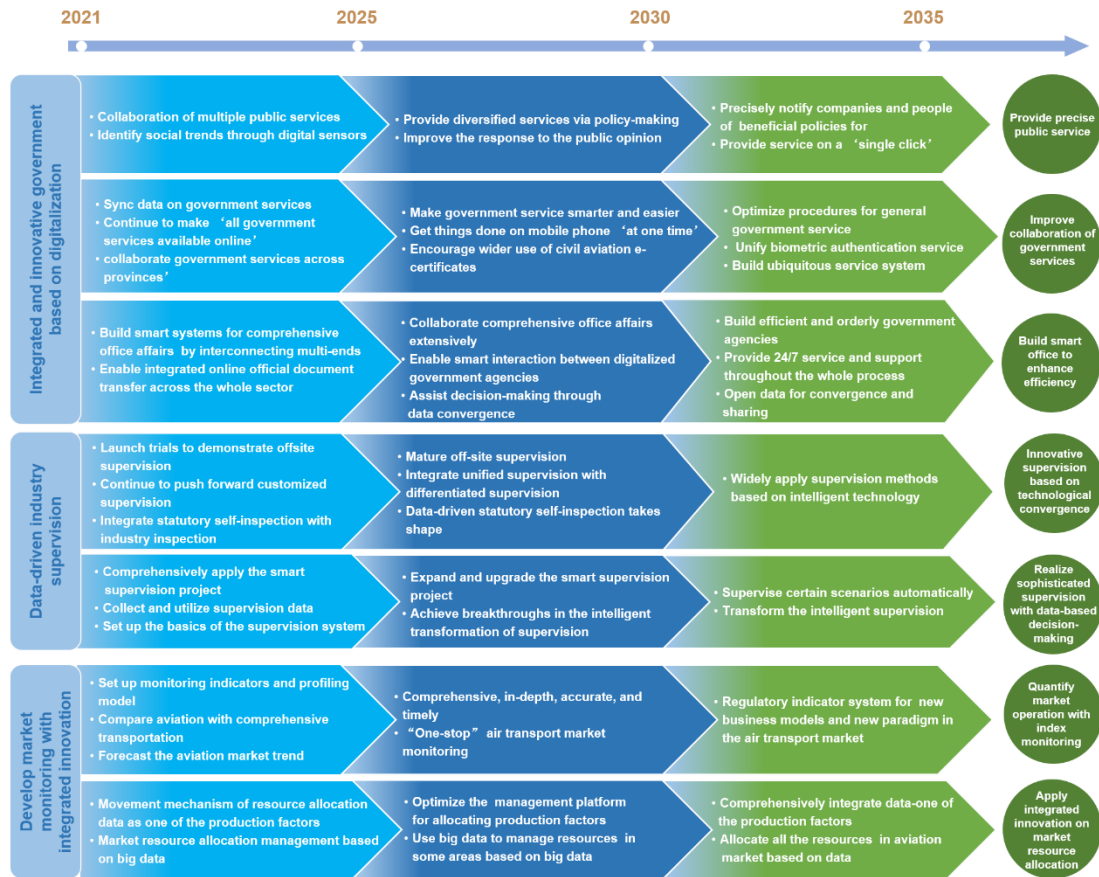 2021
2025
2030
2035
Integrated and innovative government
based on digitalization
• Collaboration of multiple public services
• Identify social trends through digital sensors
• Provide diversified services via policy-making
• Improve the response to the public opinion
• Precisely notify companies and people
of beneficial policies for
• Provide service on a ‘single click’
Provide precise
public service
• Sync data on government services
• Continue to make ‘all government
services available online’
• collaborate government services across
provinces’
• Make government service smarter and easier
• Get things done on mobile phone ‘at one time’
• Encourage wider use of civil aviation e-
certificates
• Optimize procedures for general
government service
• Unify biometric authentication service
• Build ubiquitous service system
Improve
collaboration of
government
services
• Build smart systems for comprehensive
office affairs by interconnecting multi-ends
• Enable integrated online official document
transfer across the whole sector
• Collaborate comprehensive office affairs
extensively
• Enable smart interaction between digitalized
government agencies
• Assist decision-making through
data convergence
• Build efficient and orderly government
agencies
• Provide 24/7 service and support
throughout the whole process
• Open data for convergence and
sharing
Build smart
office to
enhance
efficiency
Data-driven industry
supervision
• Launch trials to demonstrate offsite
supervision
• Continue to push forward customized
supervision
• Integrate statutory self-inspection with
industry inspection
• Mature off-site supervision
• Integrate unified supervision with
differentiated supervision
• Data-driven statutory self-inspection takes
shape
• Widely apply supervision methods
based on intelligent technology
Innovative
supervision
based on
technological
convergence
• Comprehensively apply the smart
supervision project
• Collect and utilize supervision data
• Set up the basics of the supervision system
• Expand and upgrade the smart supervision
project
• Achieve breakthroughs in the intelligent
transformation of supervision
• Supervise certain scenarios automatically
• Transform the intelligent supervision
Realize
sophisticated
supervision
with data-based
decision-
making
Develop market
monitoring with
integrated innovation
• Set up monitoring indicators and profiling
model
• Compare aviation with comprehensive
transportation
• Forecast the aviation market trend
• Comprehensive, in-depth, accurate, and
timely
• “One-stop” air transport market
monitoring
• Regulatory indicator system for new
business models and new paradigm in
the air transport market
Quantify
market
operation with
index
monitoring
• Movement mechanism of resource allocation
data as one of the production factors
• Market resource allocation management based
on big data
• Optimize the management platform
for allocating production factors
• Use big data to manage resources in
some areas based on big data
• Comprehensively integrate data-one of
the production factors
• Allocate all the resources in aviation
market based on data
Apply
integrated
innovation on
market
resource
allocation